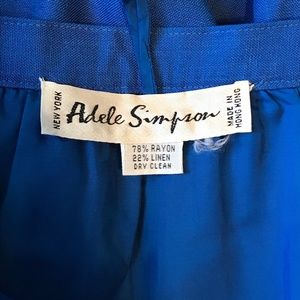 NEW YORK
Adele Simpson
MADE IN
HONG KONG
78% RAYON
22% LINEN
DRY CLEAN